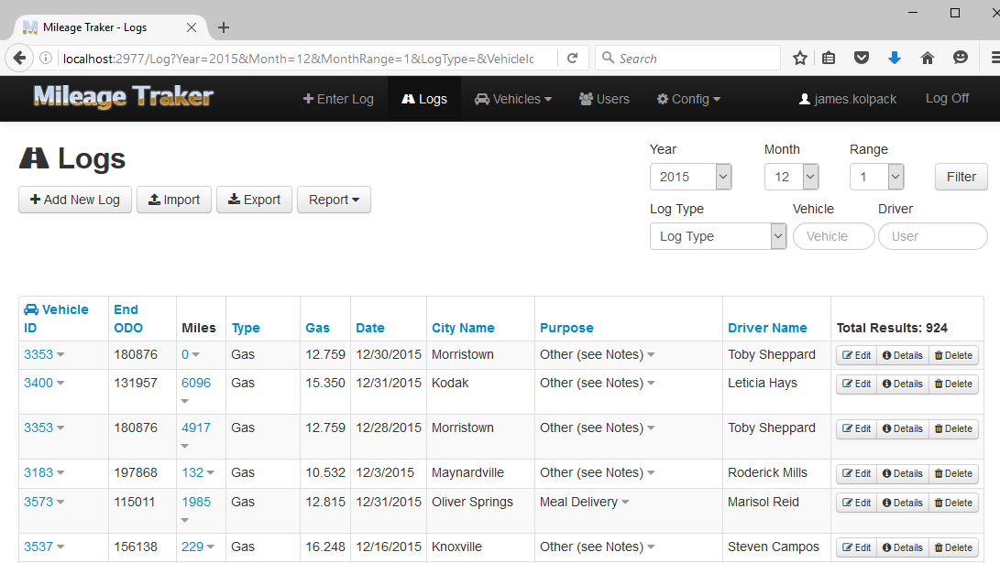 Mileage Traker - Logs
localhost:2977/Log?Year=2015&Month=12&MonthRange=1&LogType=&VehicleIc
Search
Mileage Traker
Enter Log
Logs
Vehicles
Users
Config
james.kolpack
Log Off
Logs
Year
Month
Range
2015
12
1
Filter
Add New Log
Import
Export
Report
Log Type
Vehicle
Driver
Log Type
Vehicle
User
Vehicle ID
End ODO
Miles
Type
Gas
Date
City Name
Purpose
Driver Name
Total Results: 924
3353 180876 0 Gas 12.759 12/30/2015 Morristown Other (see Notes) Toby Sheppard Edit Details Delete
3400 131957 6096 Gas 15.350 12/31/2015 Kodak Other (see Notes) Leticia Hays Edit Details Delete
3353 180876 4917 Gas 12.759 12/28/2015 Morristown Other (see Notes) Toby Sheppard Edit Details Delete
3183 197868 132 Gas 10.532 12/3/2015 Maynardville Other (see Notes) Roderick Mills Edit Details Delete
3573 115011 1985 Gas 12.815 12/31/2015 Oliver Springs Meal Delivery Marisol Reid Edit Details Delete
3537 156138 229 Gas 16.248 12/16/2015 Knoxville Other (see Notes) Steven Campos Edit Details Delete